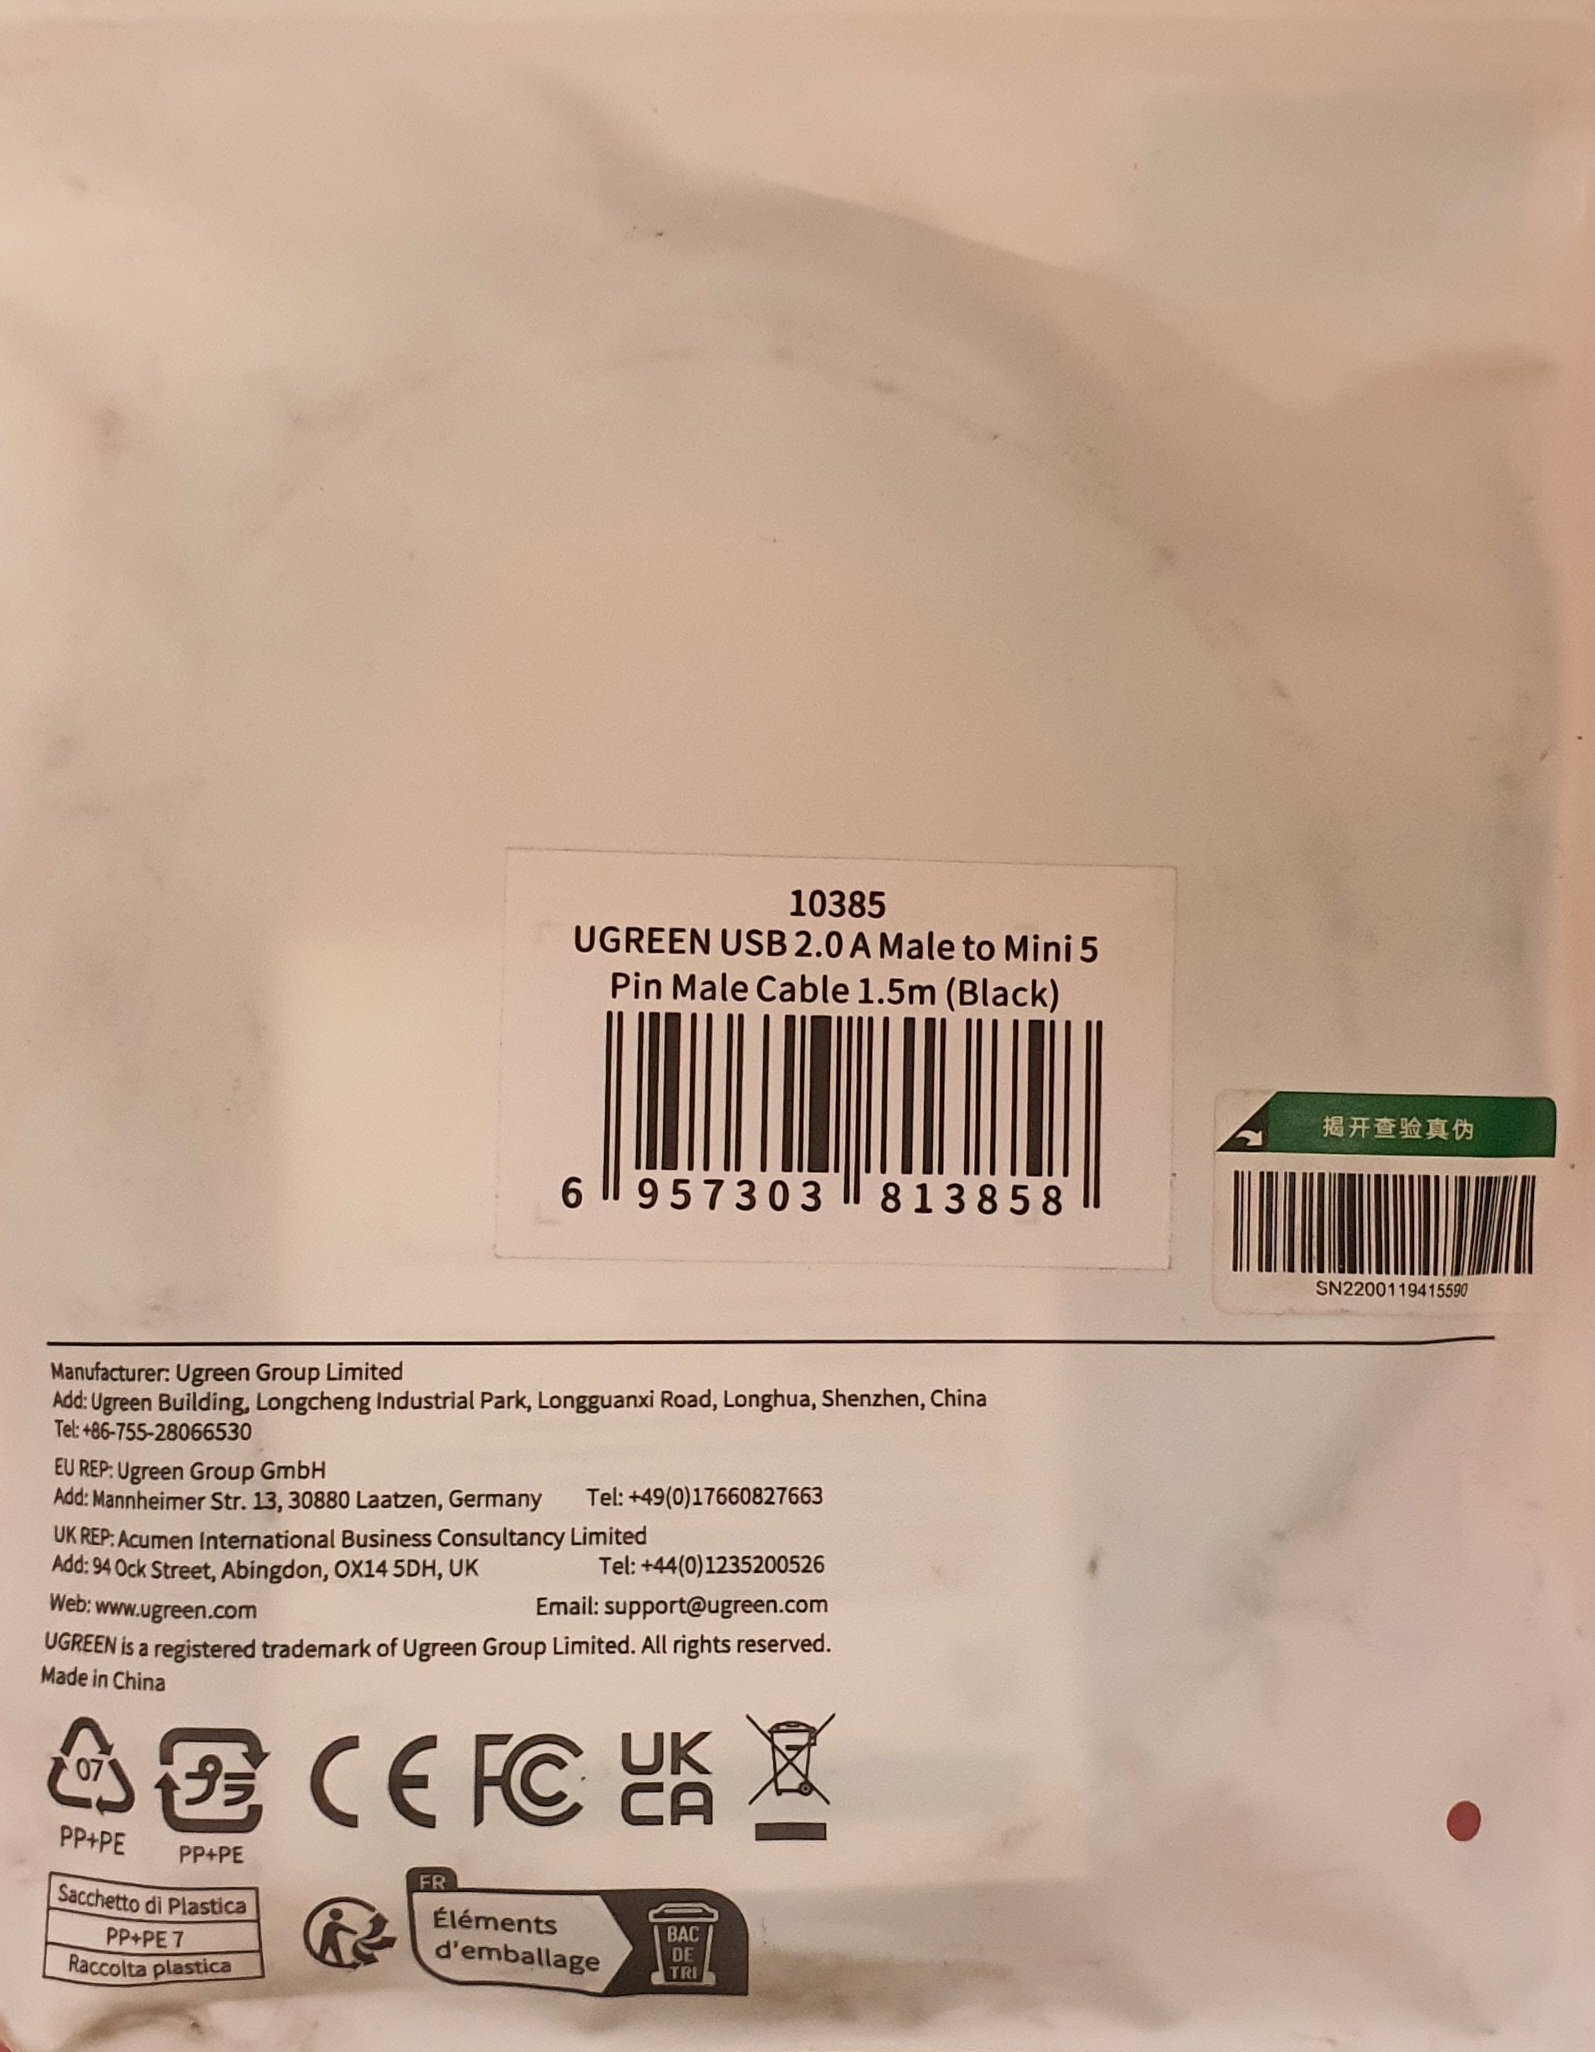 10385
UGREEN USB 2.0 A Male to Mini 5
Pin Male Cable 1.5m (Black)
6 957303 813858
揭开查验真伪
SN2200119415590
Manufacturer: Ugreen Group Limited
Add: Ugreen Building, Longcheng Industrial Park, Longguanxi Road, Longhua, Shenzhen, China
Tel: +86-755-28066530
EU REP: Ugreen Group GmbH
Add: Mannheimer Str. 13, 30880 Laatzen, Germany Tel: +49(0)17660827663
UK REP: Acumen International Business Consultancy Limited
Add: 94 Ock Street, Abingdon, OX14 5DH, UK Tel: +44(0)1235200526
Web: www.ugreen.com Email: support@ugreen.com
UGREEN is a registered trademark of Ugreen Group Limited. All rights reserved.
Made in China
07
PP+PE
PP+PE
CE FC UK
CA
Sacchetto di Plastica
PP+PE 7
Raccolta plastica
FR
Éléments
d'emballage
BAC
DE
TRI